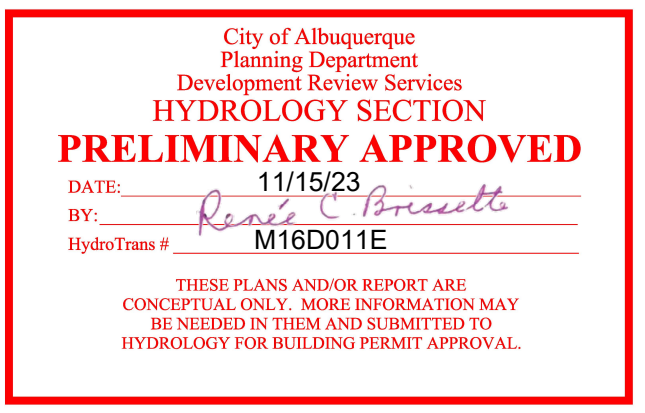 City of Albuquerque
Planning Department
Development Review Services
HYDROLOGY SECTION
PRELIMINARY APPROVED
DATE: 11/15/23
BY: Renée C. Brissette
HydroTrans # M16D011E
THESE PLANS AND/OR REPORT ARE
CONCEPTUAL ONLY. MORE INFORMATION MAY
BE NEEDED IN THEM AND SUBMITTED TO
HYDROLOGY FOR BUILDING PERMIT APPROVAL.